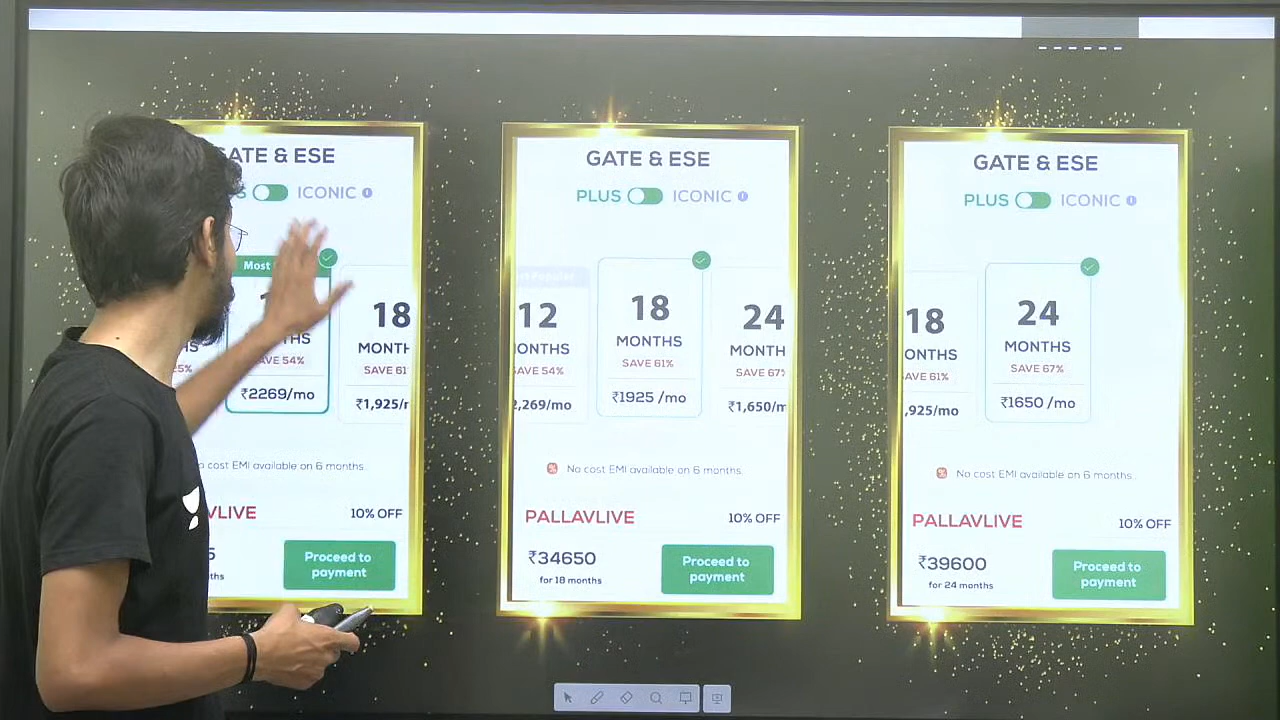 GATE & ESE
ICONIC
Most
18
MONTH
SAVE 54%
SAVE 61
₹2269/mo
₹1,925/m
cost EMI available on 6 months.
VLIVE
10% OFF
Proceed to
payment
GATE & ESE
PLUS ICONIC
12
ONTHS
SAVE 54%
2,269/mo
18
MONTHS
SAVE 61%
₹1925 /mo
24
MONTH
SAVE 67%
₹1,650/m
No cost EMI available on 6 months.
PALLAVLIVE
10% OFF
₹34650
for 18 months
Proceed to
payment
GATE & ESE
PLUS ICONIC
18
ONTHS
AVE 61%
,925/mo
24
MONTHS
SAVE 67%
₹1650 /mo
No cost EMI available on 6 months.
PALLAVLIVE
10% OFF
₹39600
for 24 months
Proceed to
payment